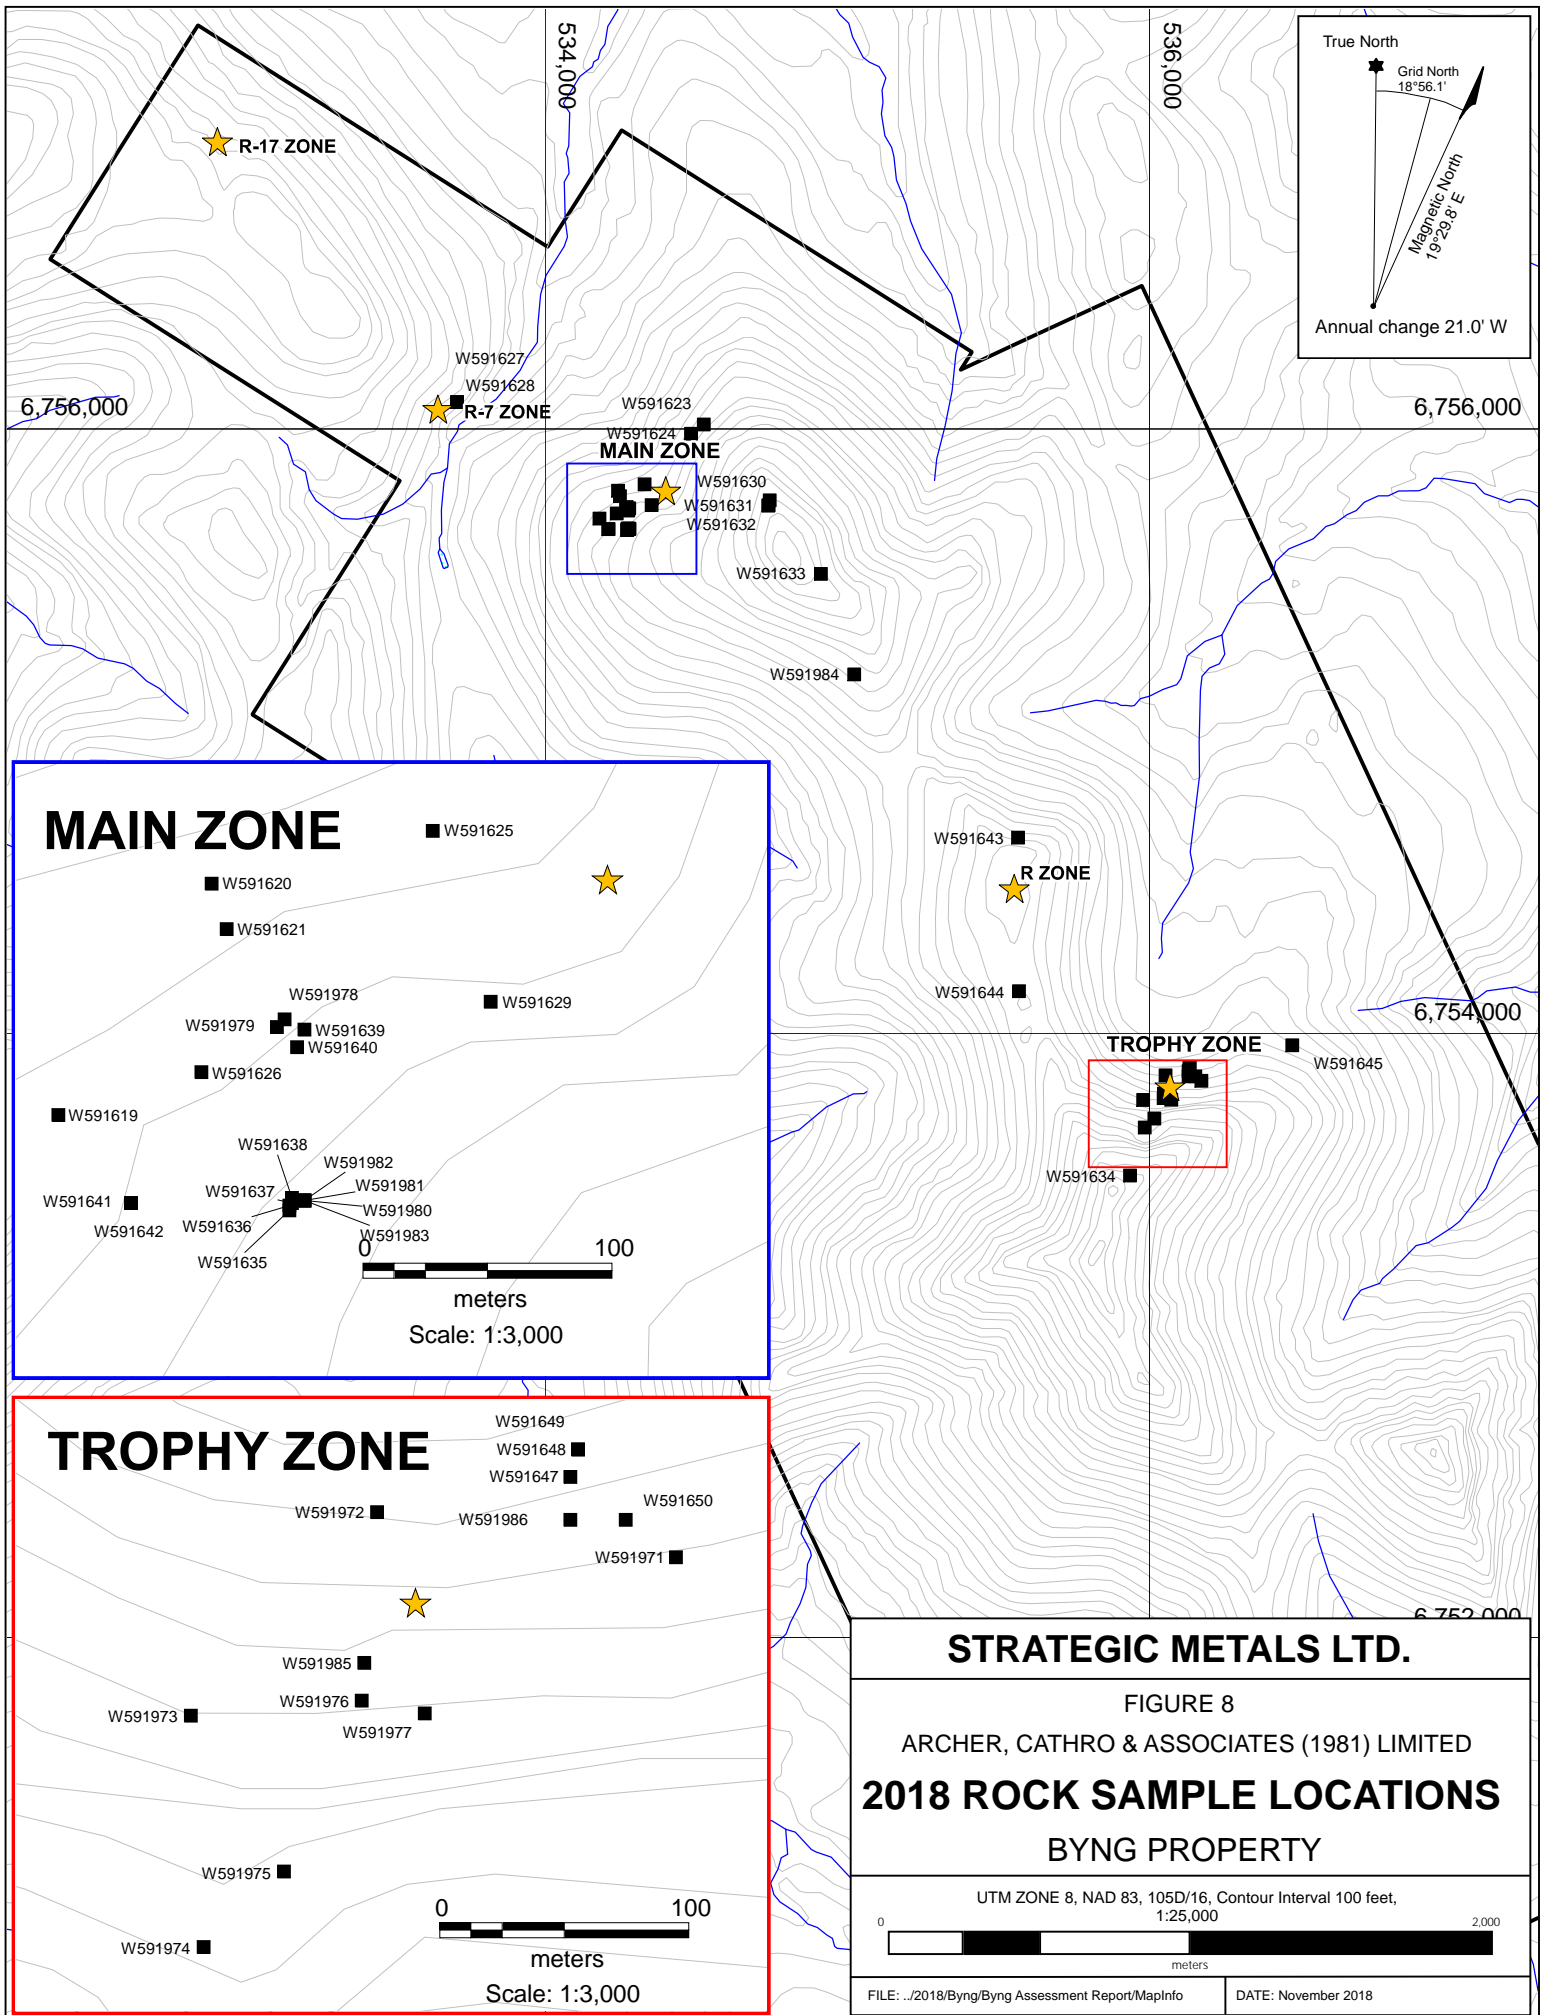 534,000
536,000
True North
Grid North
18°56.1'
Magnetic North
19°29.8' E
Annual change 21.0' W
R-17 ZONE
W591627
W591628
R-7 ZONE
6,756,000
6,756,000
W591623
W591624
MAIN ZONE
W591630
W591631
W591632
W591633
W591984
W591643
R ZONE
W591644
6,754,000
TROPHY ZONE
W591645
W591634
MAIN ZONE
W591625
W591620
W591621
W591978
W591629
W591979
W591639
W591640
W591626
W591619
W591638
W591982
W591637
W591981
W591641
W591980
W591642
W591636
W591983
W591635
0 100
meters
Scale: 1:3,000
TROPHY ZONE
W591649
W591648
W591647
W591972
W591986
W591650
W591971
W591985
W591976
W591973
W591977
W591975
W591974
0 100
meters
Scale: 1:3,000
6,752,000
STRATEGIC METALS LTD.
FIGURE 8
ARCHER, CATHRO & ASSOCIATES (1981) LIMITED
2018 ROCK SAMPLE LOCATIONS
BYNG PROPERTY
UTM ZONE 8, NAD 83, 105D/16, Contour Interval 100 feet,
1:25,000
0 2,000
meters
FILE: ../2018/Byng/Byng Assessment Report/MapInfo
DATE: November 2018